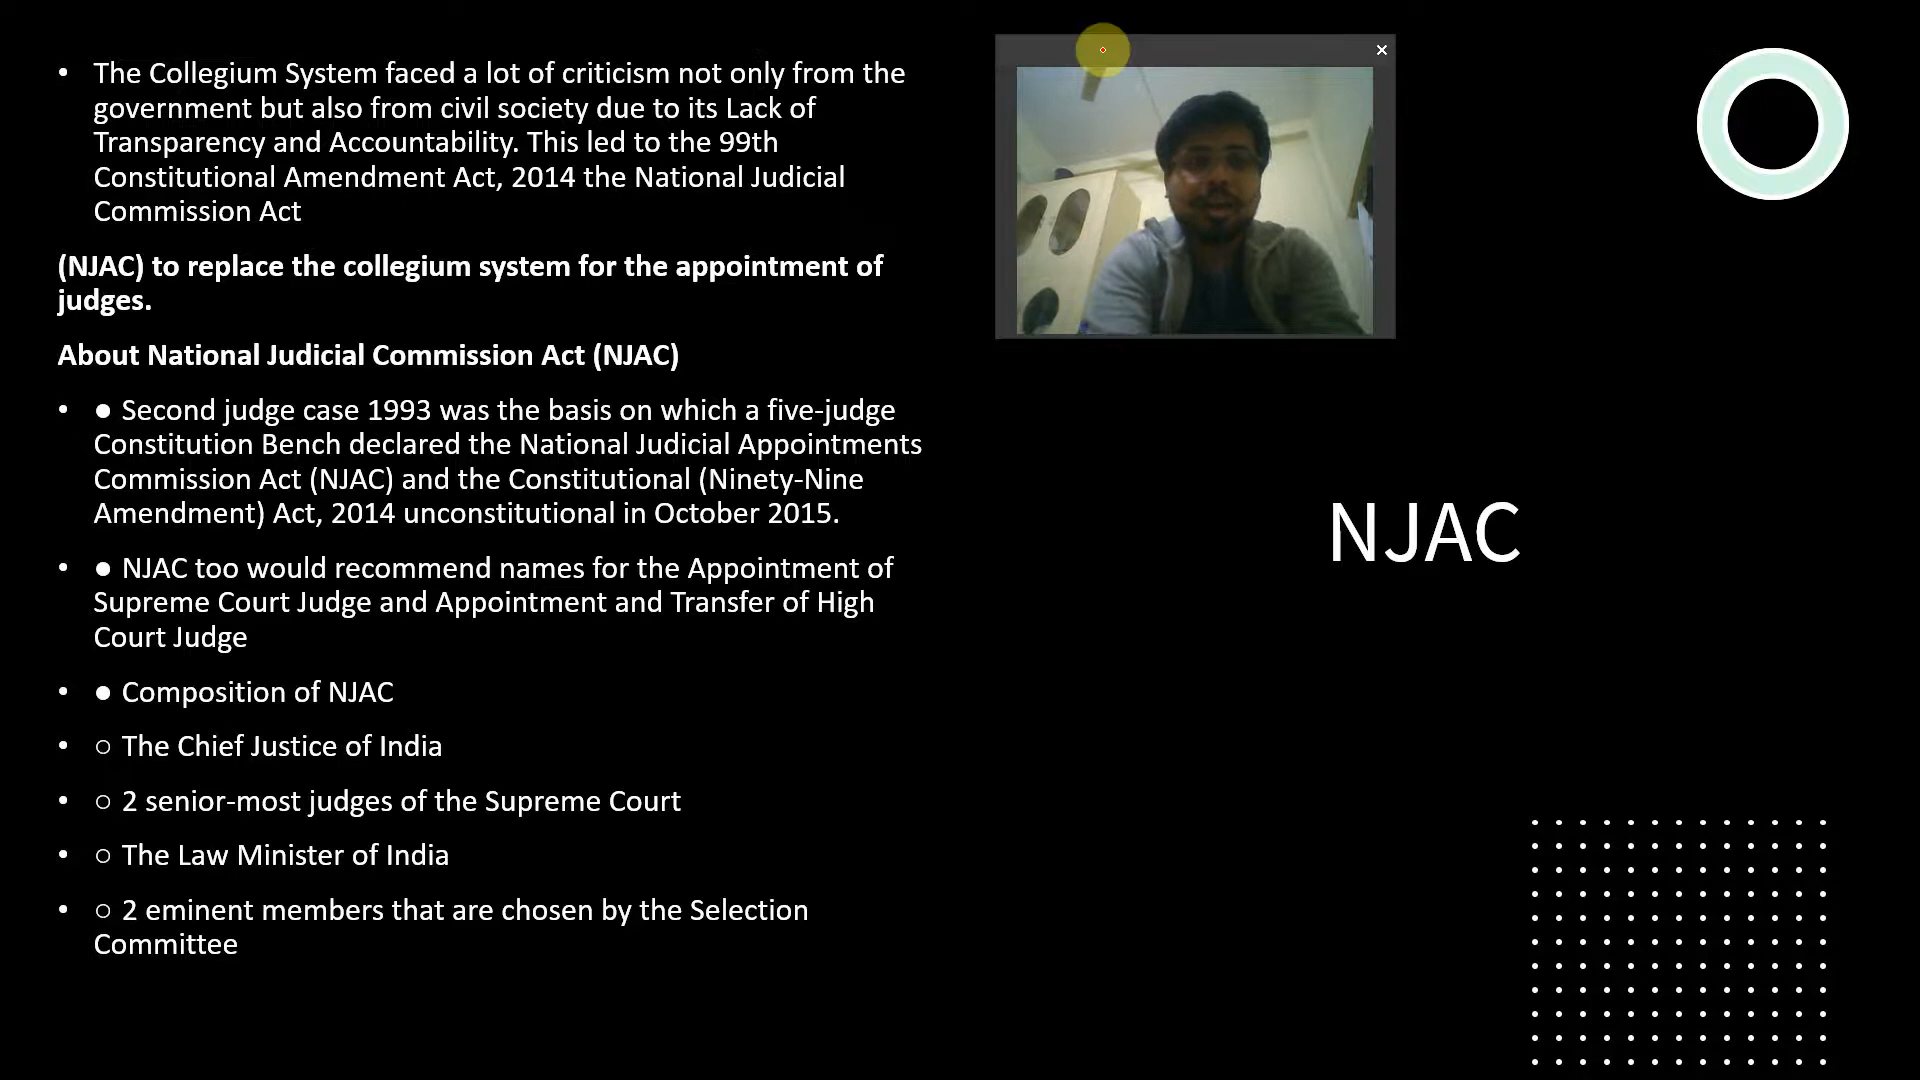 • The Collegium System faced a lot of criticism not only from the
government but also from civil society due to its Lack of
Transparency and Accountability. This led to the 99th
Constitutional Amendment Act, 2014 the National Judicial
Commission Act
(NJAC) to replace the collegium system for the appointment of
judges.
About National Judicial Commission Act (NJAC)
• ● Second judge case 1993 was the basis on which a five-judge
Constitution Bench declared the National Judicial Appointments
Commission Act (NJAC) and the Constitutional (Ninety-Nine
Amendment) Act, 2014 unconstitutional in October 2015.
• ● NJAC too would recommend names for the Appointment of
Supreme Court Judge and Appointment and Transfer of High
Court Judge
• ● Composition of NJAC
• ○ The Chief Justice of India
• ○ 2 senior-most judges of the Supreme Court
• ○ The Law Minister of India
• ○ 2 eminent members that are chosen by the Selection
Committee
NJAC